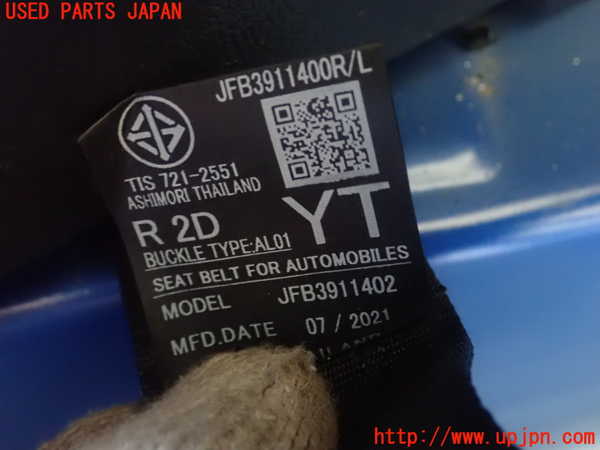 USED PARTS JAPAN
JFB3911400R/L
TIS 721-2551
ASHIMORI THAILAND
R 2D
YT
BUCKLE TYPE:AL01
SEAT BELT FOR AUTOMOBILES
MODEL JFB3911402
MFD.DATE 07/2021
http://www.upjpn.com/